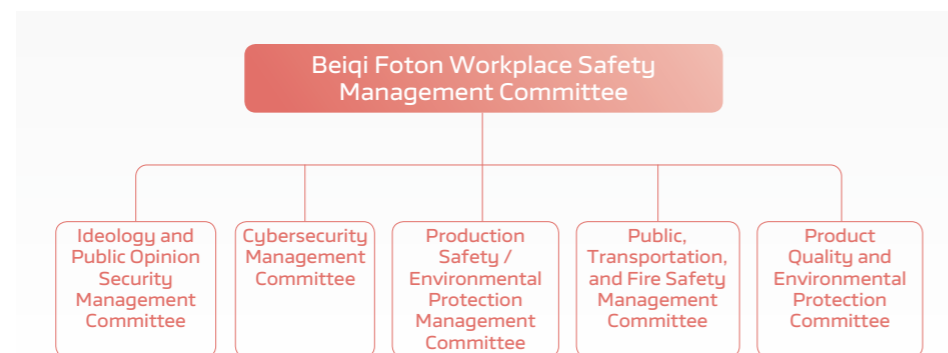 Beiqi Foton Workplace Safety
Management Committee
Ideology and
Public Opinion
Security
Management
Committee
Cybersecurity
Management
Committee
Production
Safety /
Environmental
Protection
Management
Committee
Public,
Transportation,
and Fire Safety
Management
Committee
Product
Quality and
Environmental
Protection
Committee